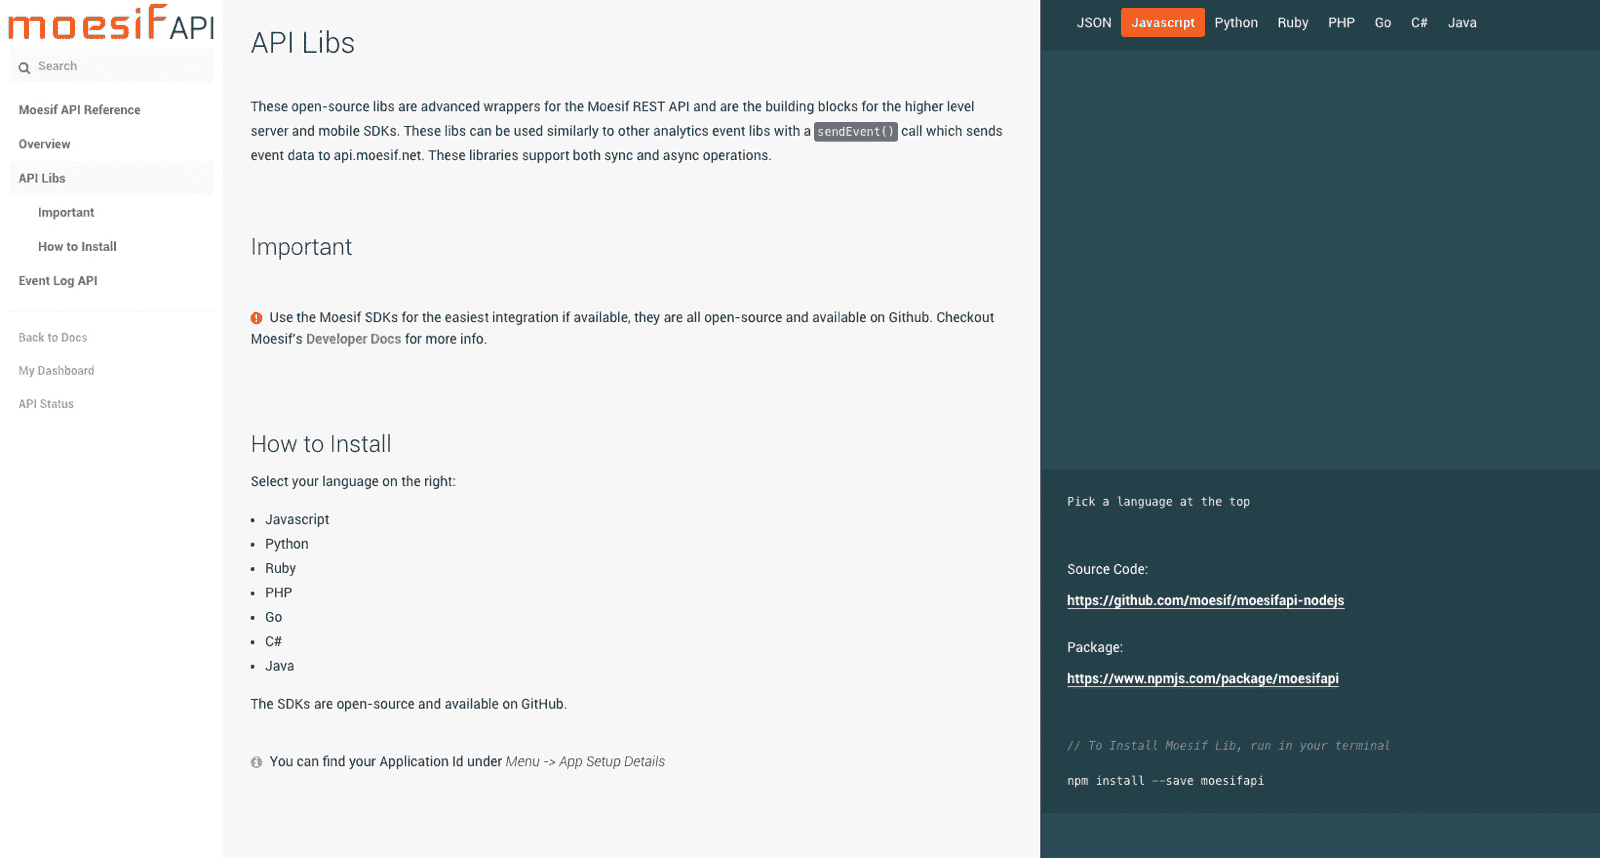 moesif API
Search
Moesif API Reference
Overview
API Libs
Important
How to Install
Event Log API
Back to Docs
My Dashboard
API Status
API Libs
These open-source libs are advanced wrappers for the Moesif REST API and are the building blocks for the higher level
server and mobile SDKs. These libs can be used similarly to other analytics event libs with a sendEvent() call which sends
event data to api.moesif.net. These libraries support both sync and async operations.
Important
Use the Moesif SDKs for the easiest integration if available, they are all open-source and available on Github. Checkout
Moesif's Developer Docs for more info.
How to Install
Select your language on the right:
• Javascript
• Python
• Ruby
• PHP
• Go
• C#
• Java
The SDKs are open-source and available on GitHub.
You can find your Application Id under Menu -> App Setup Details
JSON Javascript Python Ruby PHP Go C# Java
Pick a language at the top
Source Code:
https://github.com/moesif/moesifapi-nodejs
Package:
https://www.npmjs.com/package/moesifapi
// To Install Moesif Lib, run in your terminal
npm install --save moesifapi